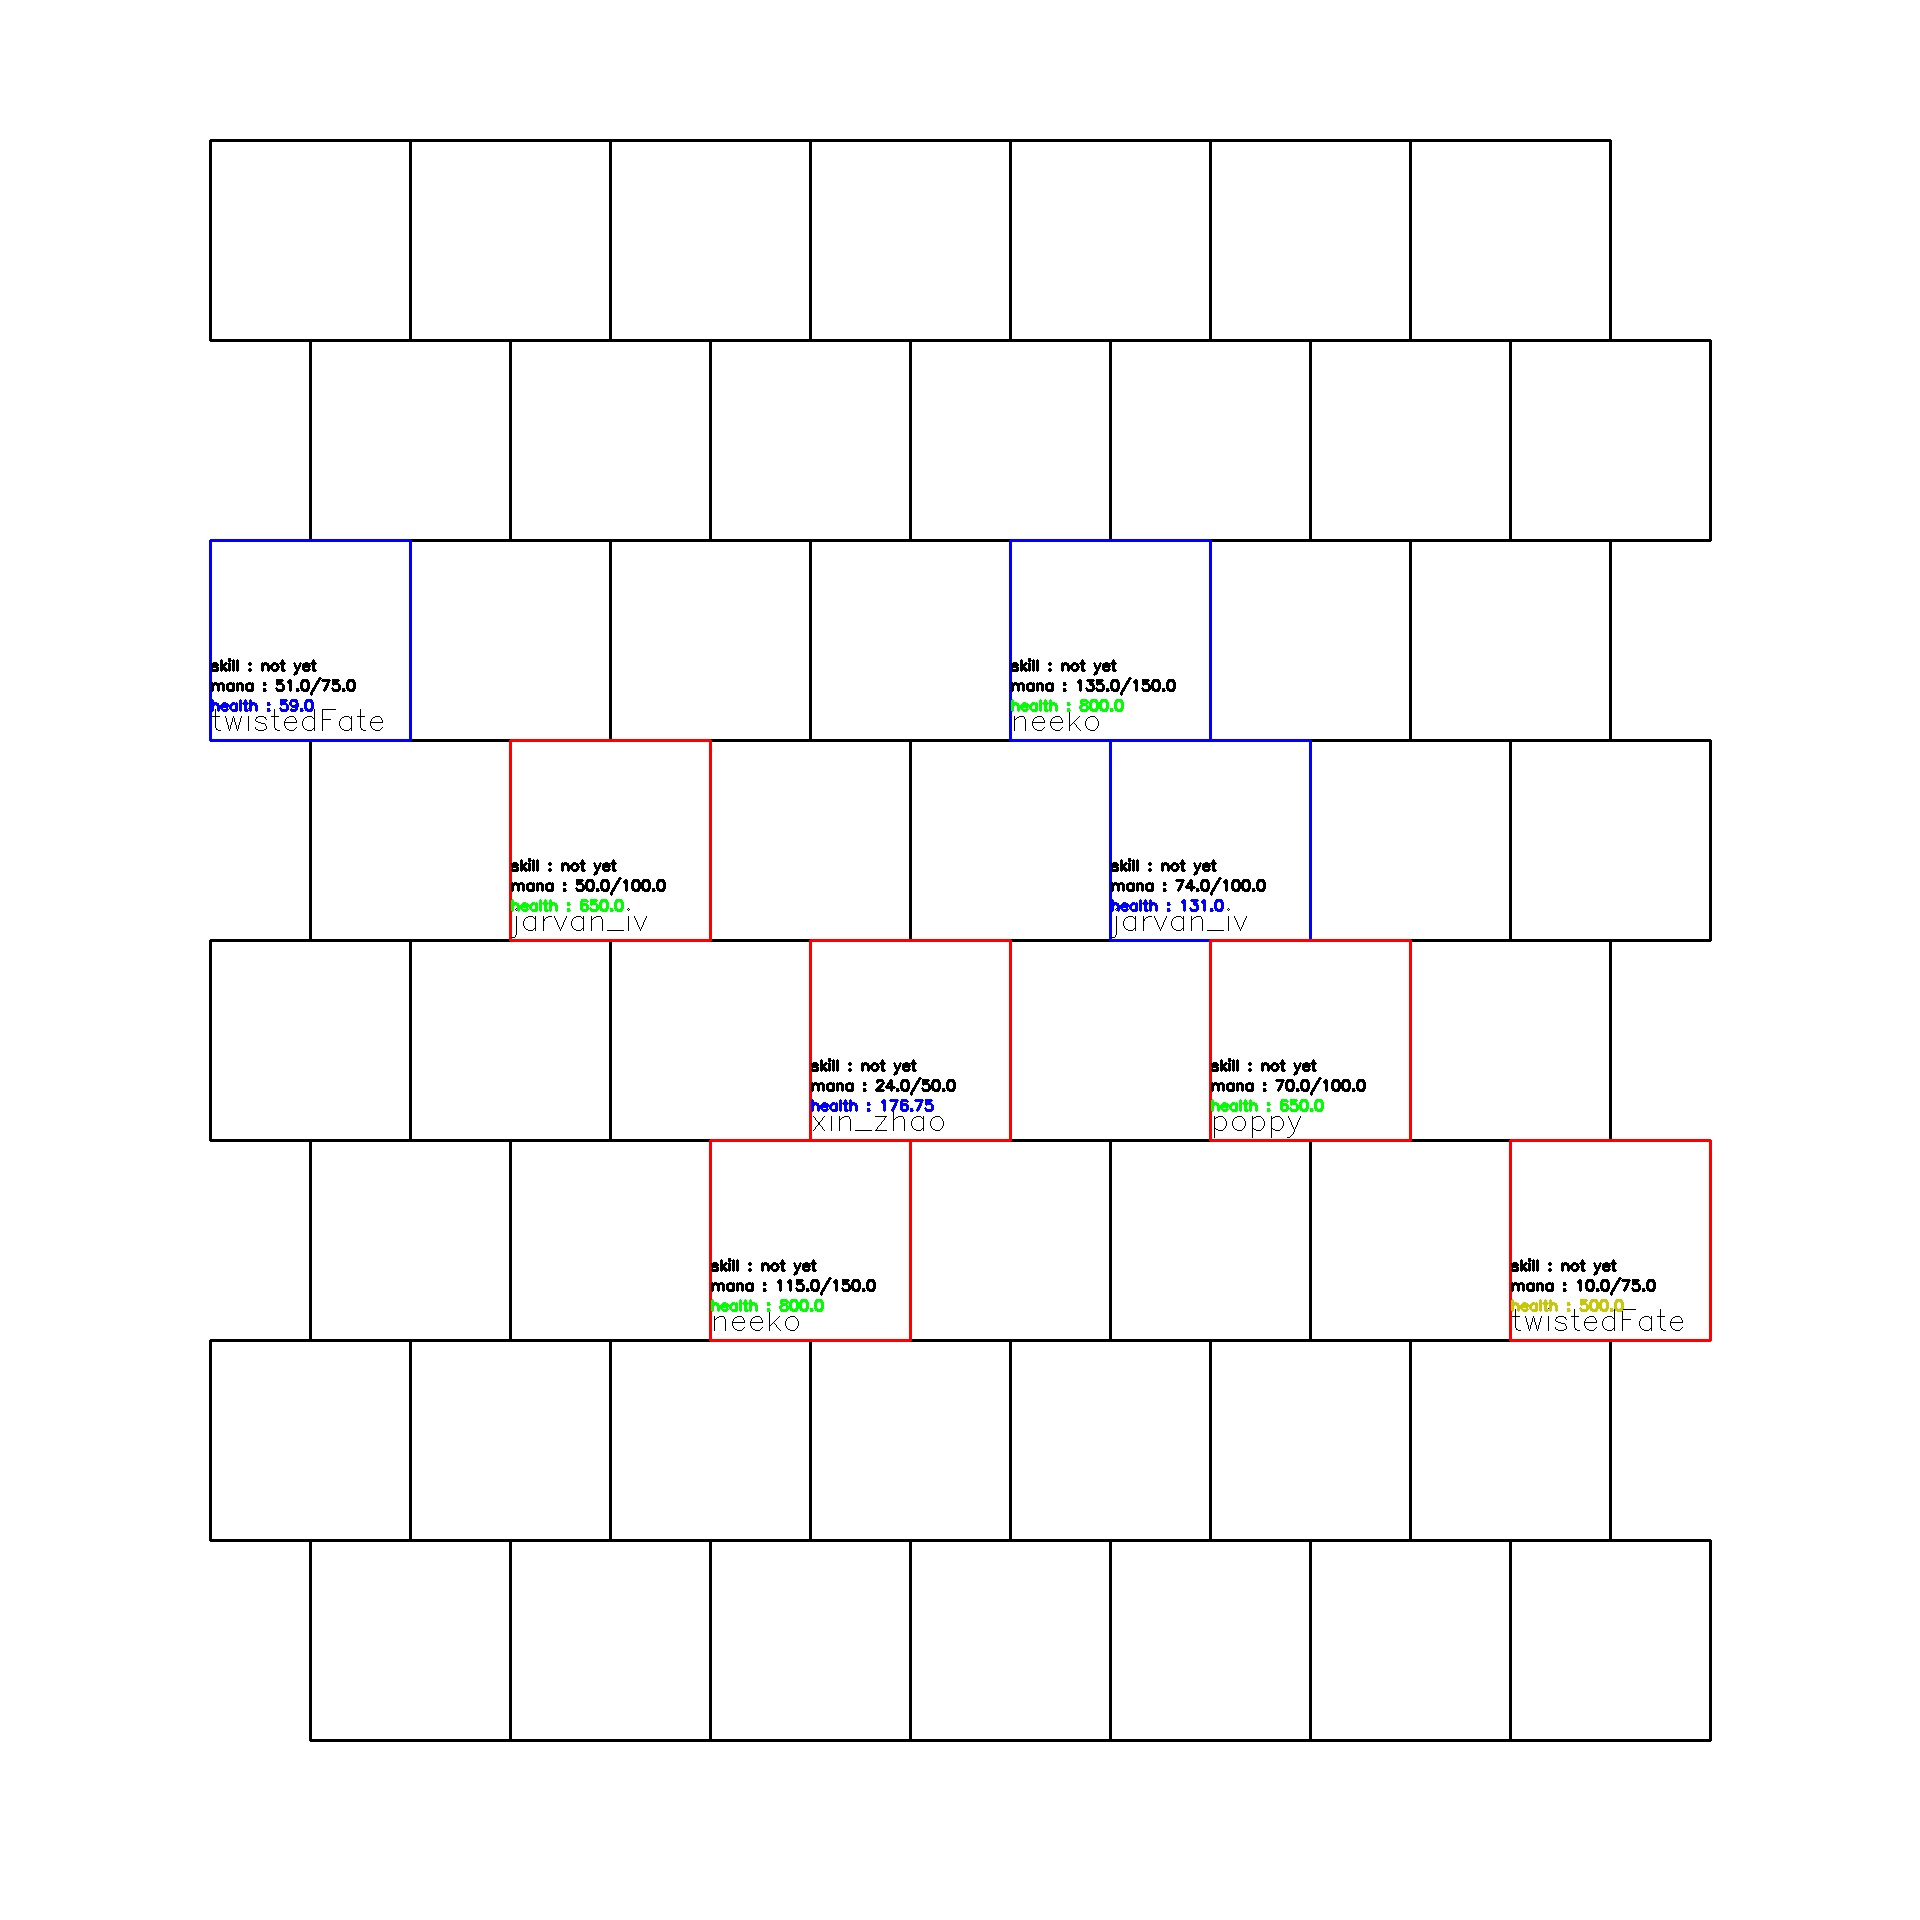 skill : not yet
mana : 51.0/75.0
health : 59.0
twistedFate
skill : not yet
mana : 135.0/150.0
health : 800.0
neeko
skill : not yet
mana : 50.0/100.0
health : 650.0
jarvan_iv
skill : not yet
mana : 74.0/100.0
health : 131.0
jarvan_iv
skill : not yet
mana : 24.0/50.0
health : 176.75
xin_zhao
skill : not yet
mana : 70.0/100.0
health : 650.0
poppy
skill : not yet
mana : 115.0/150.0
health : 800.0
neeko
skill : not yet
mana : 10.0/75.0
health : 500.0
twistedFate